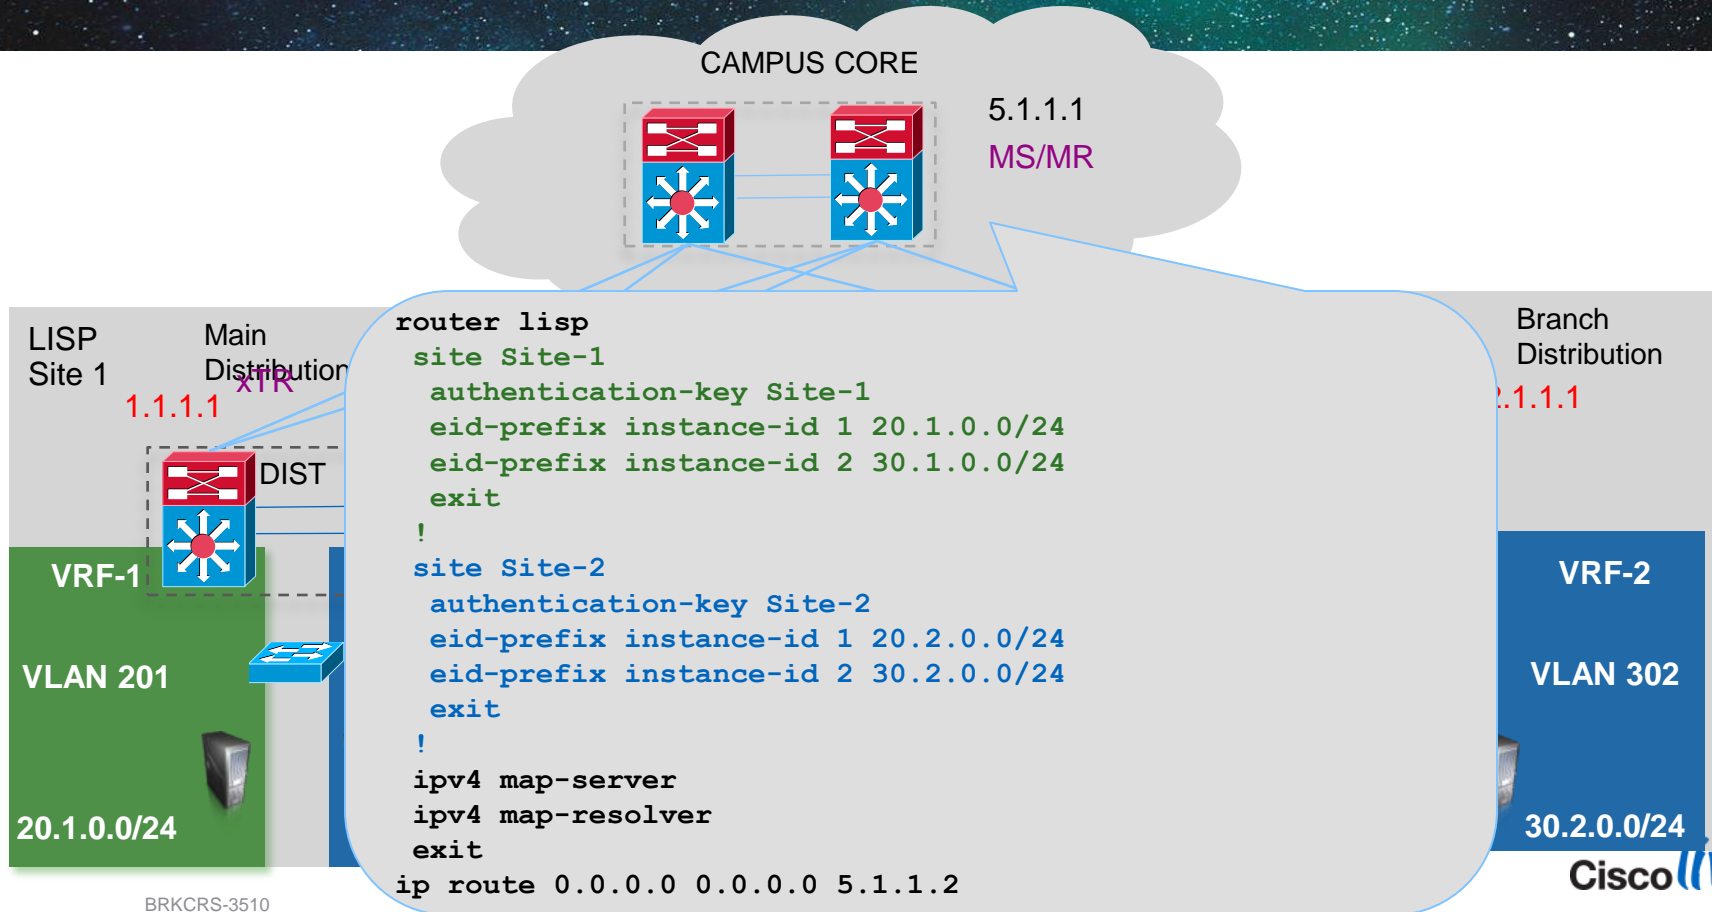 CAMPUS CORE
5.1.1.1
MS/MR
LISP
Site 1
Main
Distribution
xTR
1.1.1.1
DIST
VRF-1
VLAN 201
20.1.0.0/24
router lisp
site Site-1
authentication-key Site-1
eid-prefix instance-id 1 20.1.0.0/24
eid-prefix instance-id 2 30.1.0.0/24
exit
!
site Site-2
authentication-key Site-2
eid-prefix instance-id 1 20.2.0.0/24
eid-prefix instance-id 2 30.2.0.0/24
exit
!
ipv4 map-server
ipv4 map-resolver
exit
ip route 0.0.0.0 0.0.0.0 5.1.1.2
Branch
Distribution
.1.1.1
VRF-2
VLAN 302
30.2.0.0/24
Cisco
BRKCRS-3510